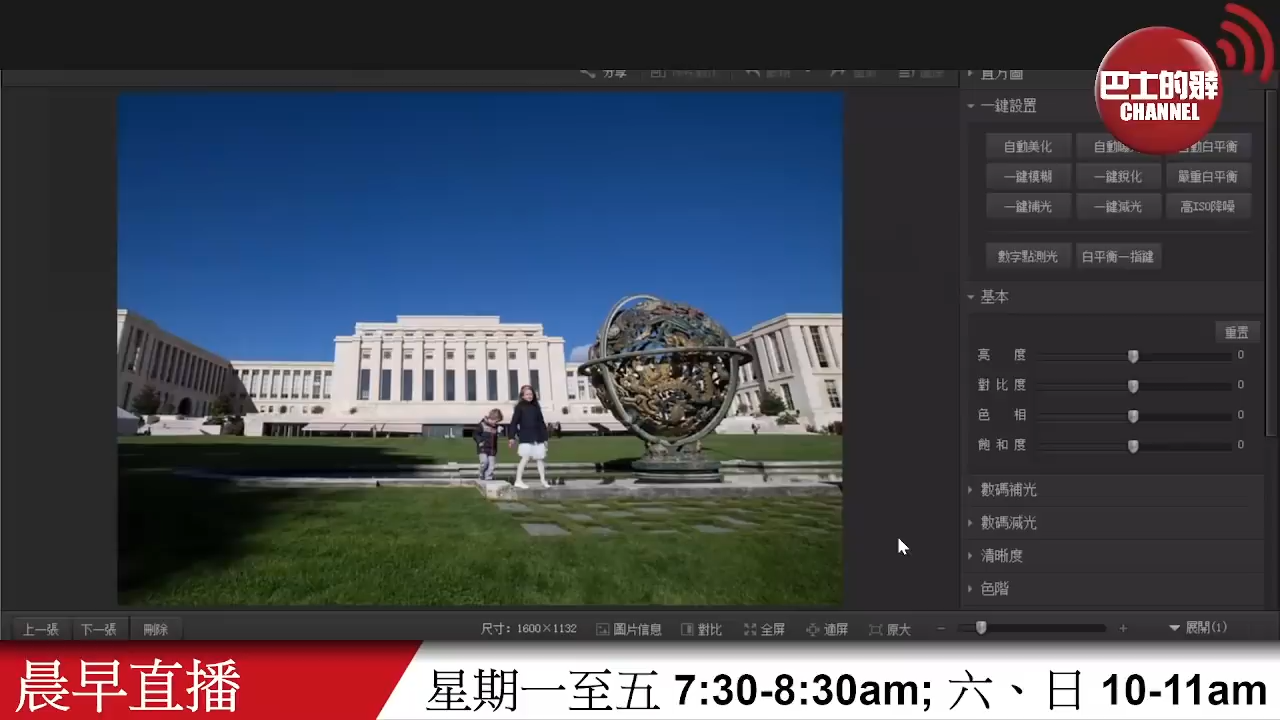 分享
直方圖
巴士的報
CHANNEL
一鍵設置
自動美化
自動白平衡
一鍵模糊
一鍵銳化
嚴重白平衡
一鍵補光
一鍵減光
高ISO降噪
數字點測光
白平衡一指鍵
基本
重置
亮 度 0
對比度 0
色 相 0
飽和度 0
數碼補光
數碼減光
清晰度
色階
上一張
下一張
刪除
尺寸：1600×1132
圖片信息
對比
全屏
適屏
原大
展開(1)
晨早直播
星期一至五 7:30-8:30am; 六、日 10-11am